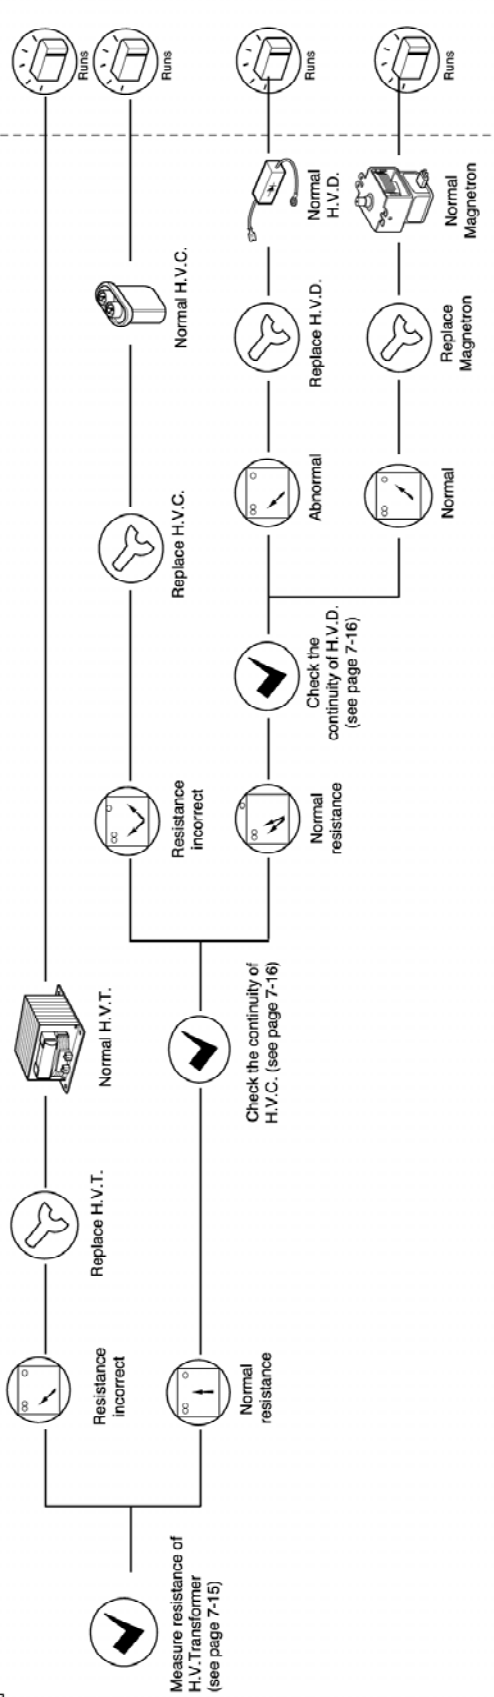 Measure resistance of
H.V.Transformer
(see page 7-15)
Resistance
incorrect
Replace H.V.T.
Normal H.V.T.
Runs
Normal
resistance
Check the continuity of
H.V.C. (see page 7-16)
Resistance
incorrect
Replace H.V.C.
Normal H.V.C.
Runs
Normal
resistance
Check the
continuity of H.V.D.
(see page 7-16)
Abnormal
Replace H.V.D.
Normal
H.V.D.
Runs
Normal
Replace
Magnetron
Normal
Magnetron
Runs